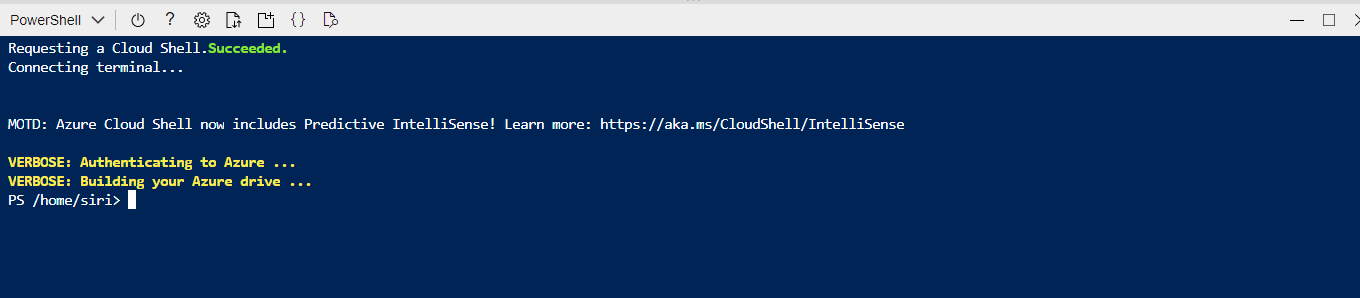 PowerShell
Requesting a Cloud Shell.Succeeded.
Connecting terminal...
MOTD: Azure Cloud Shell now includes Predictive IntelliSense! Learn more: https://aka.ms/CloudShell/IntelliSense
VERBOSE: Authenticating to Azure ...
VERBOSE: Building your Azure drive ...
PS /home/siri>